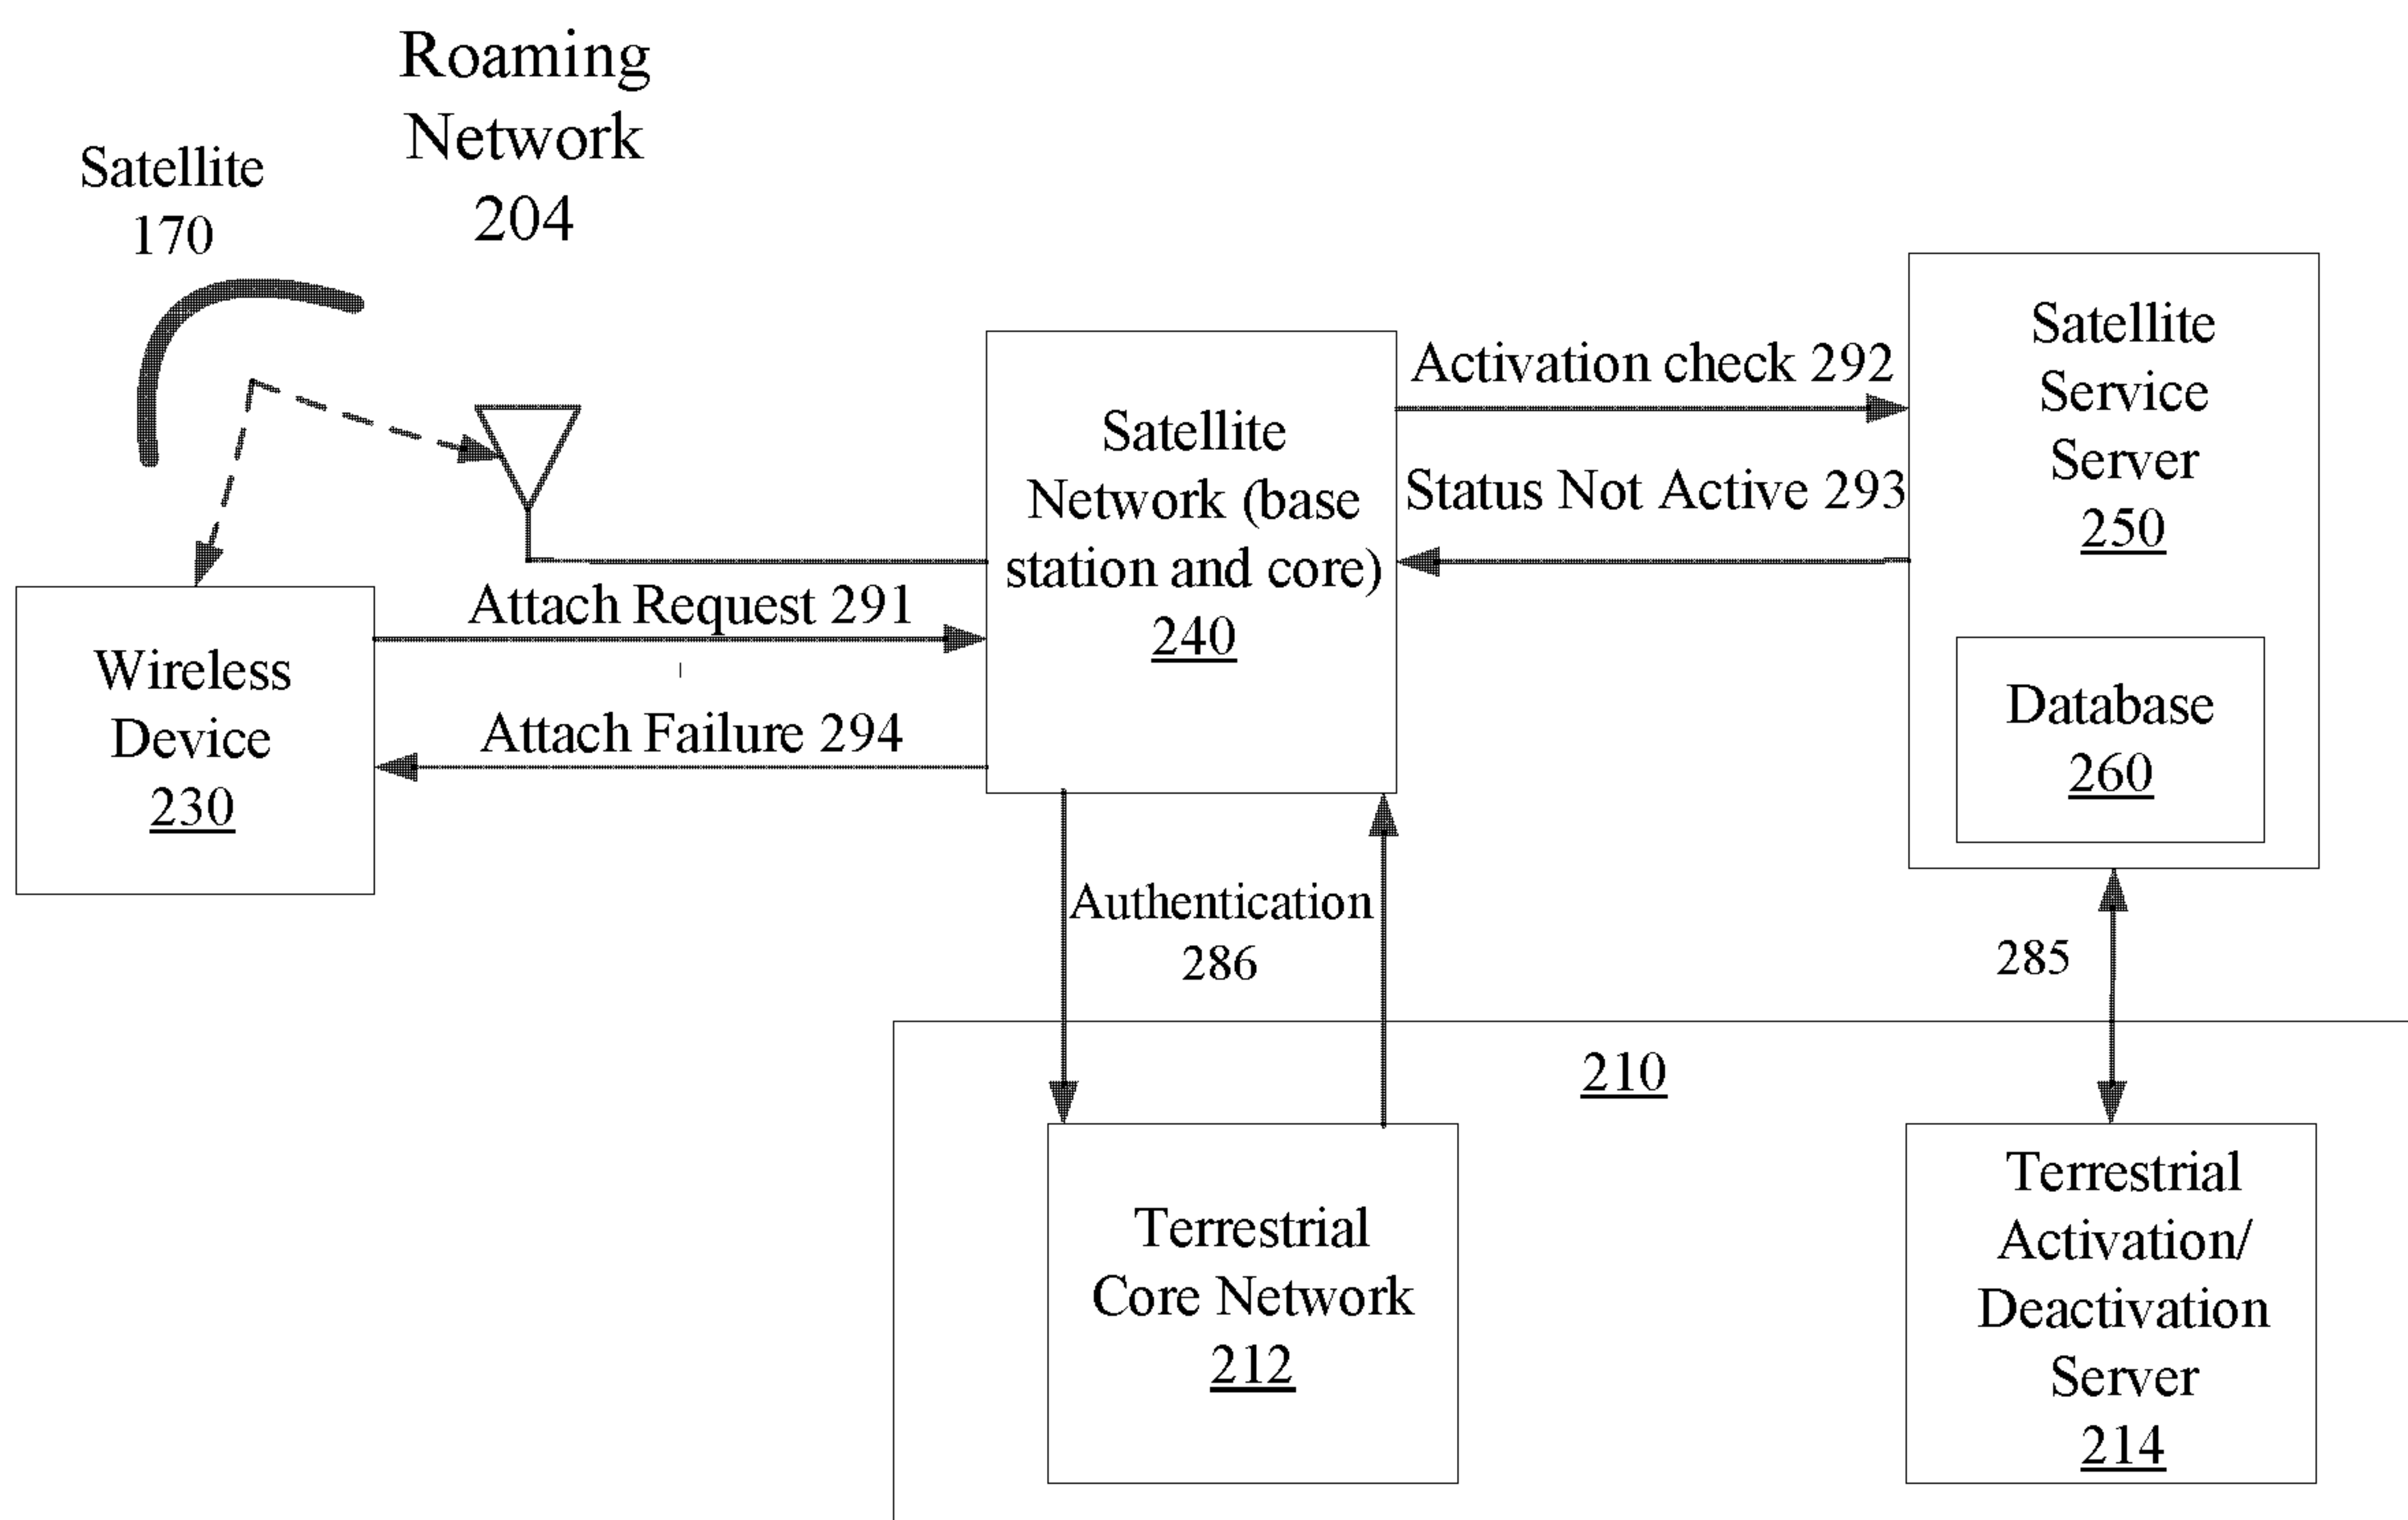 Roaming
Network
204
Satellite
170
Satellite
Network (base
station and core)
240
Activation check 292
Status Not Active 293
Satellite
Service
Server
250
Database
260
Attach Request 291
Attach Failure 294
Wireless
Device
230
Authentication
286
285
210
Terrestrial
Core Network
212
Terrestrial
Activation/
Deactivation
Server
214